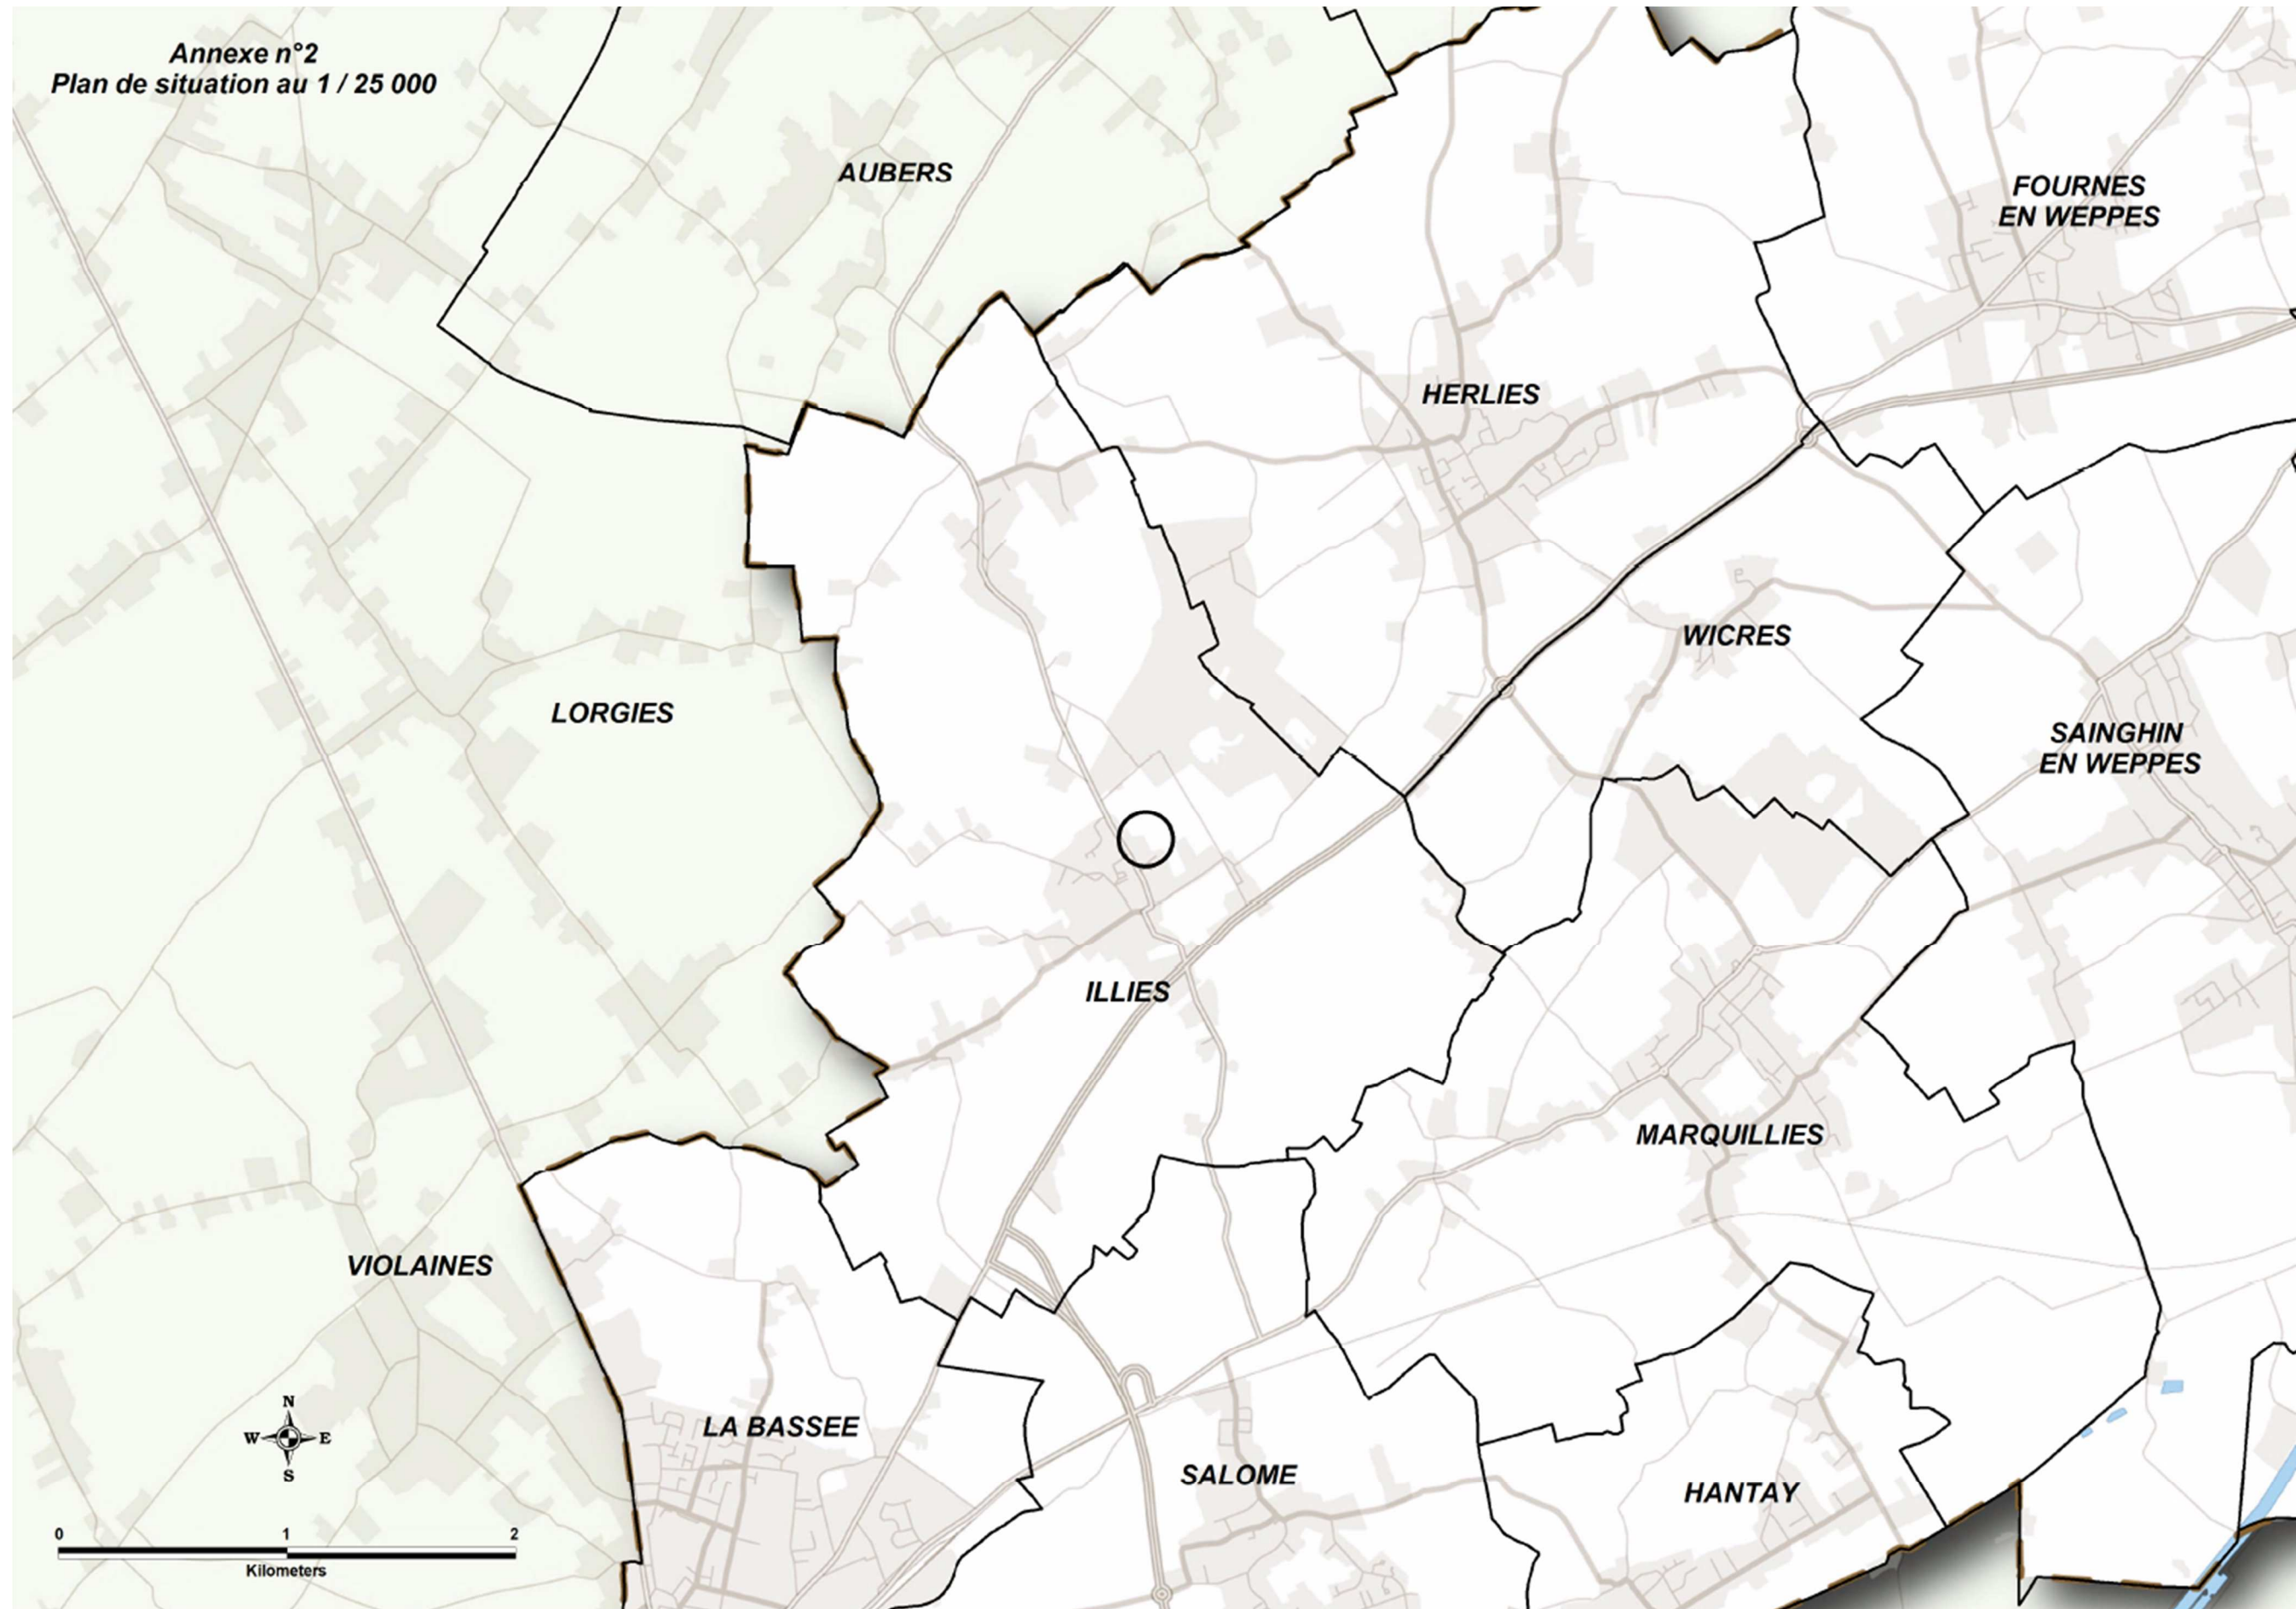 Annexe n°2
Plan de situation au 1 / 25 000
AUBERS
FOURNES
EN WEPPES
HERLIES
WICRES
LORGIES
SAINGHIN
EN WEPPES
ILLIES
MARQUILLIES
VIOLAINES
LA BASSEE
SALOME
HANTAY
N
W E
S
0 1 2
Kilometers